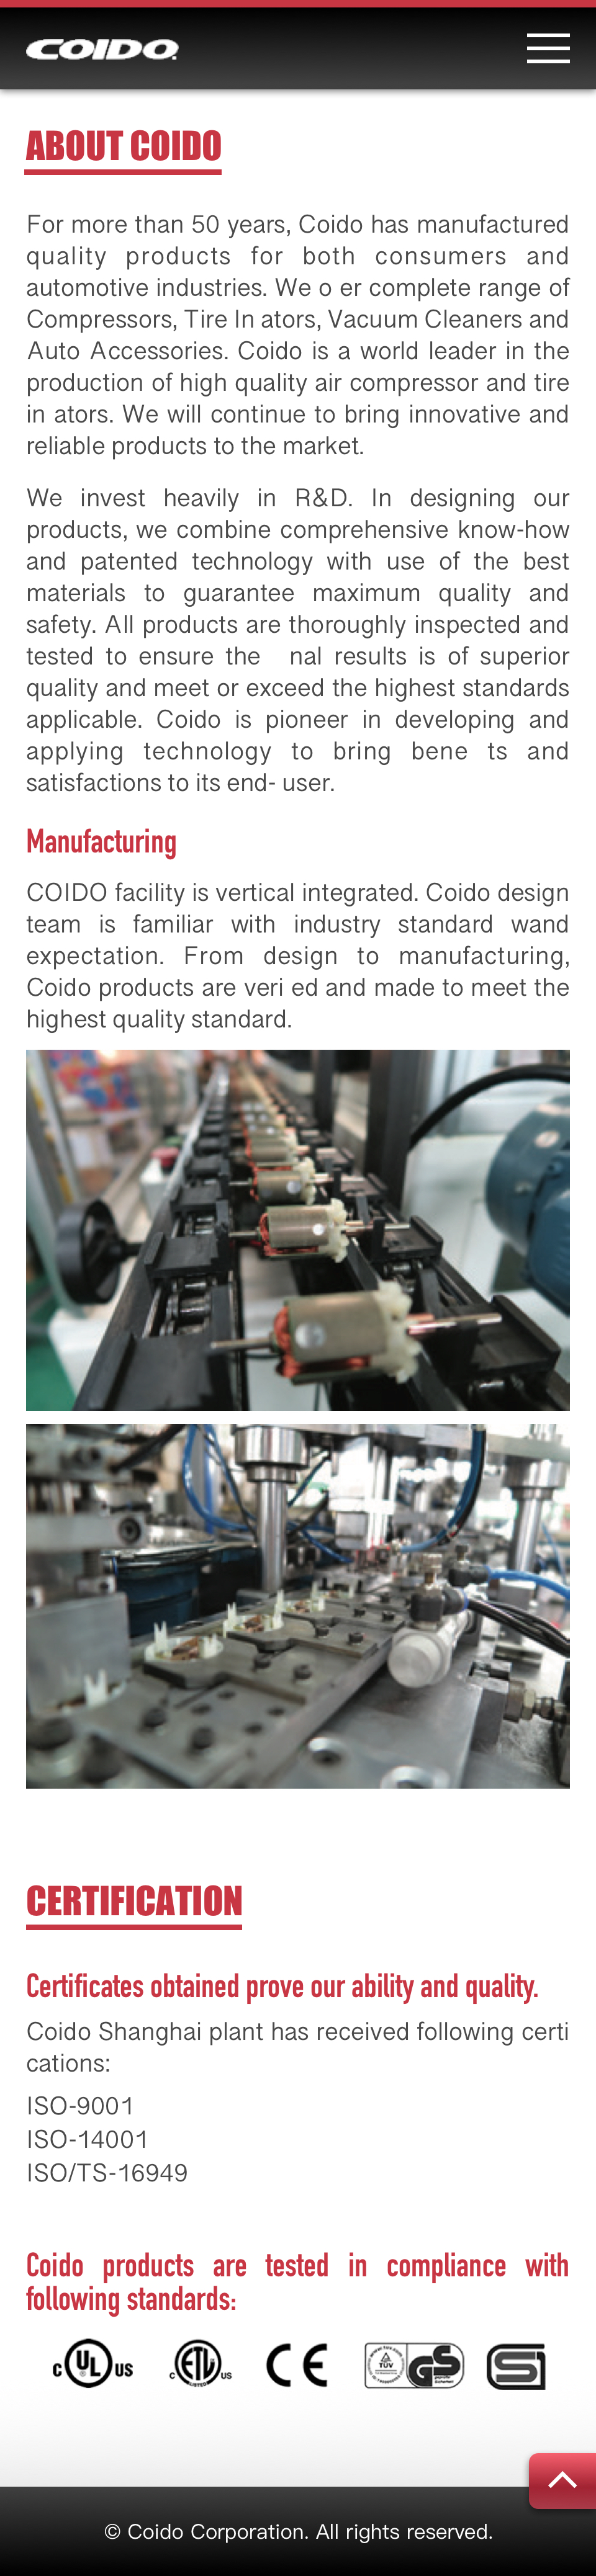 COIDO
ABOUT COIDO
For more than 50 years, Coido has manufactured
quality products for both consumers and
automotive industries. We o er complete range of
Compressors, Tire In ators, Vacuum Cleaners and
Auto Accessories. Coido is a world leader in the
production of high quality air compressor and tire
in ators. We will continue to bring innovative and
reliable products to the market.
We invest heavily in R&D. In designing our
products, we combine comprehensive know-how
and patented technology with use of the best
materials to guarantee maximum quality and
safety. All products are thoroughly inspected and
tested to ensure the nal results is of superior
quality and meet or exceed the highest standards
applicable. Coido is pioneer in developing and
applying technology to bring bene ts and
satisfactions to its end- user.
Manufacturing
COIDO facility is vertical integrated. Coido design
team is familiar with industry standard wand
expectation. From design to manufacturing,
Coido products are veri ed and made to meet the
highest quality standard.
CERTIFICATION
Certificates obtained prove our ability and quality.
Coido Shanghai plant has received following certi
cations:
ISO-9001
ISO-14001
ISO/TS-16949
Coido products are tested in compliance with
following standards:
c UL US c ETL LISTED US CE TÜV GS S
© Coido Corporation. All rights reserved.